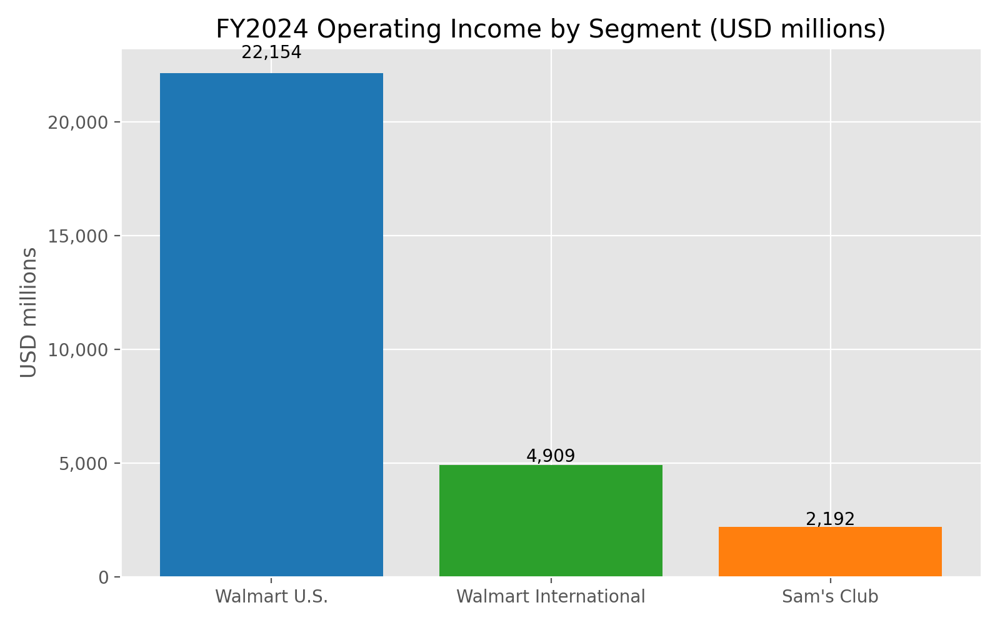 FY2024 Operating Income by Segment (USD millions)
22,154
20,000
15,000
10,000
5,000
0
USD millions
4,909
2,192
Walmart U.S.
Walmart International
Sam's Club